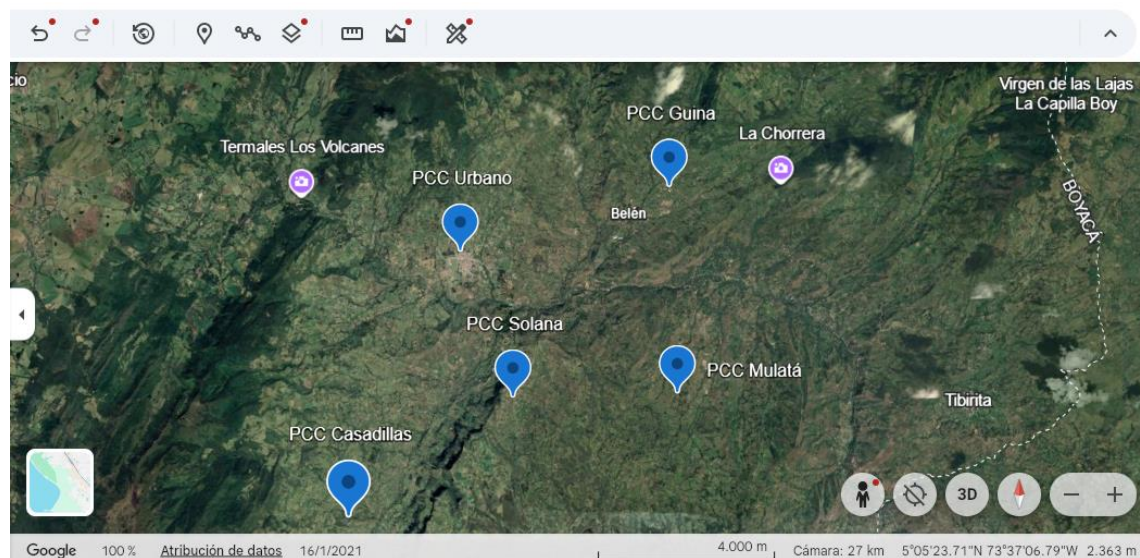 cio
Virgen de las Lajas
La Capilla Boy
PCC Guina
La Chorrera
Termales Los Volcanes
PCC Urbano
BOYACÁ
Belén
PCC Solana
PCC Mulatá
Tibirita
PCC Casadillas
3D
Google 100 % Atribución de datos 16/1/2021 4.000 m Cámara: 27 km 5°05'23.71"N 73°37'06.79"W 2.363 m